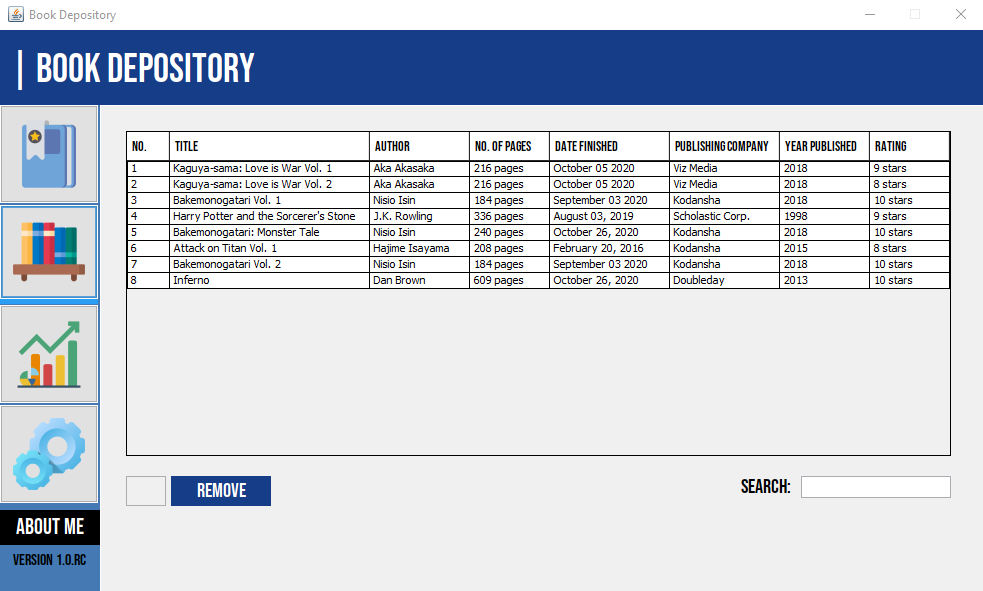 Book Depository
| BOOK DEPOSITORY
NO. TITLE AUTHOR NO. OF PAGES DATE FINISHED PUBLISHING COMPANY YEAR PUBLISHED RATING
1 Kaguya-sama: Love is War Vol. 1 Aka Akasaka 216 pages October 05 2020 Viz Media 2018 9 stars
2 Kaguya-sama: Love is War Vol. 2 Aka Akasaka 216 pages October 05 2020 Viz Media 2018 8 stars
3 Bakemonogatari Vol. 1 Nisio Isin 184 pages September 03 2020 Kodansha 2018 10 stars
4 Harry Potter and the Sorcerer's Stone J.K. Rowling 336 pages August 03, 2019 Scholastic Corp. 1998 9 stars
5 Bakemonogatari: Monster Tale Nisio Isin 240 pages October 26, 2020 Kodansha 2018 10 stars
6 Attack on Titan Vol. 1 Hajime Isayama 208 pages February 20, 2016 Kodansha 2015 8 stars
7 Bakemonogatari Vol. 2 Nisio Isin 184 pages September 03 2020 Kodansha 2018 10 stars
8 Inferno Dan Brown 609 pages October 26, 2020 Doubleday 2013 10 stars
REMOVE SEARCH:
ABOUT ME
VERSION 1.0.RC